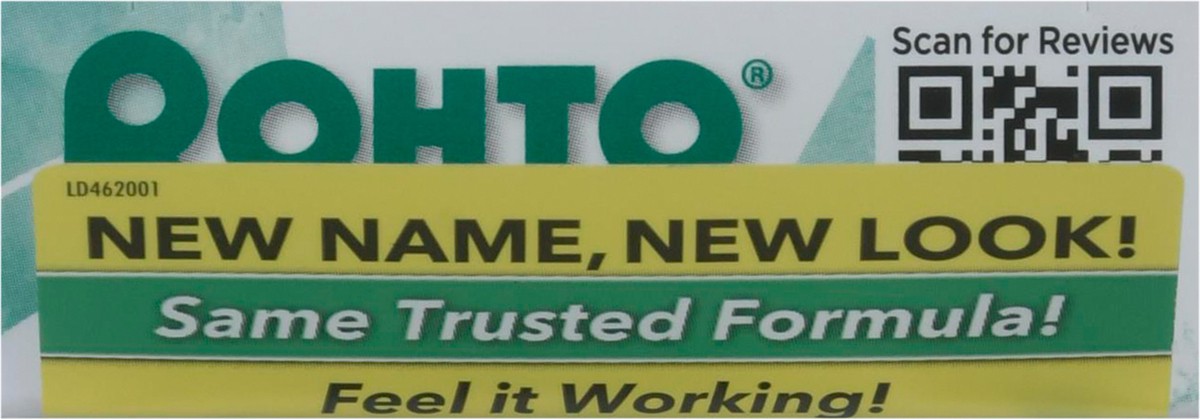 ROHTO®
Scan for Reviews
LD462001
NEW NAME, NEW LOOK!
Same Trusted Formula!
Feel it Working!